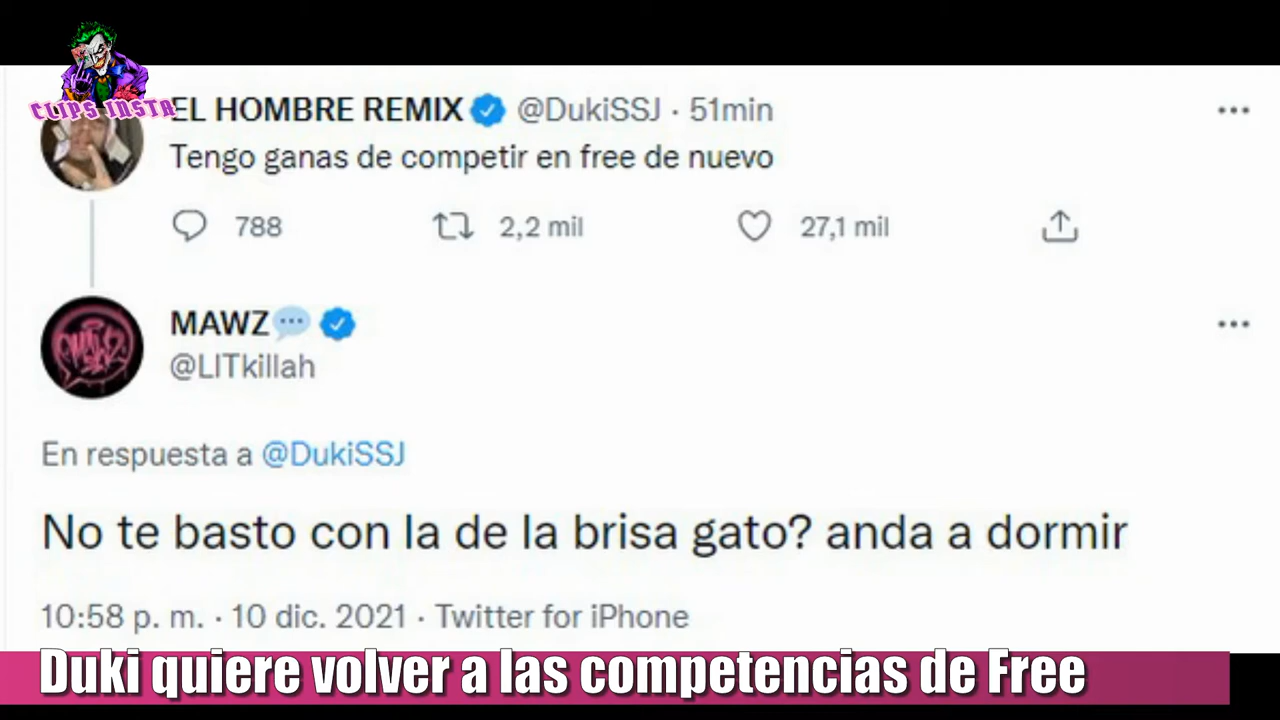 CLIPS INSTA
EL HOMBRE REMIX @DukiSSJ · 51min
Tengo ganas de competir en free de nuevo
788 2,2 mil 27,1 mil
MAWZ
@LITkillah
En respuesta a @DukiSSJ
No te basto con la de la brisa gato? anda a dormir
10:58 p. m. · 10 dic. 2021 · Twitter for iPhone
Duki quiere volver a las competencias de Free